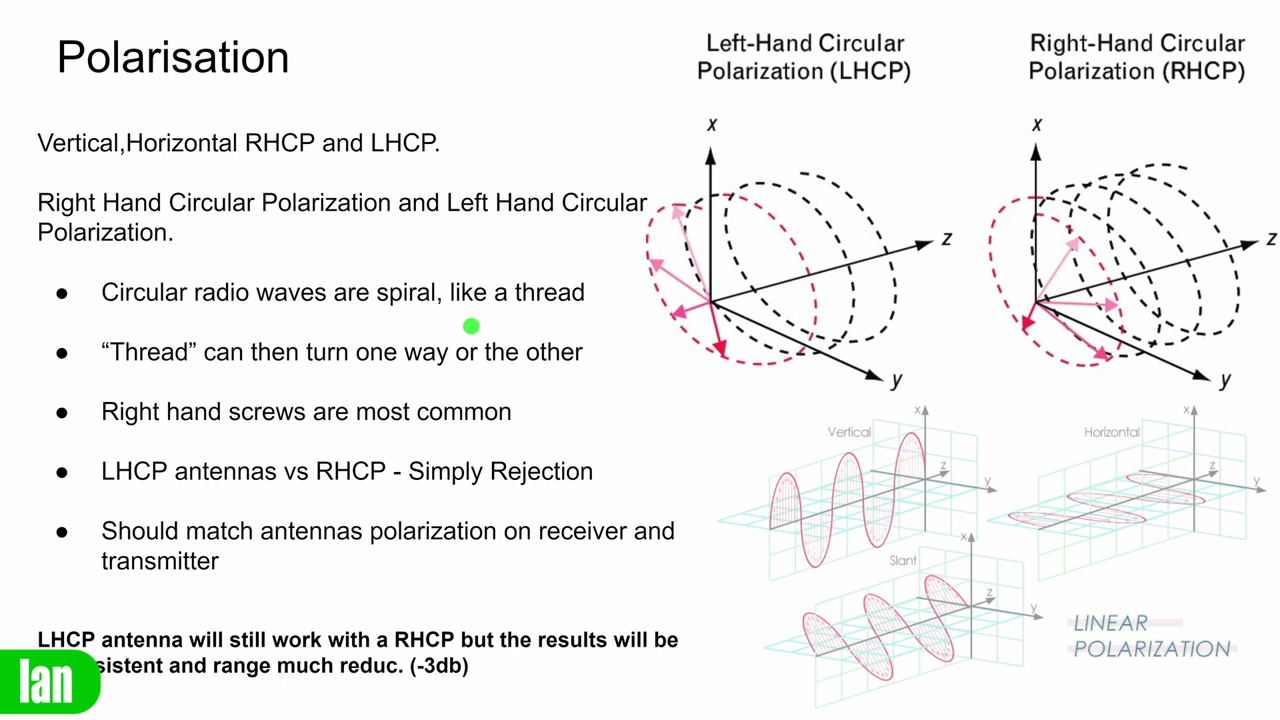 Polarisation
Vertical,Horizontal RHCP and LHCP.
Right Hand Circular Polarization and Left Hand Circular
Polarization.
● Circular radio waves are spiral, like a thread
● “Thread” can then turn one way or the other
● Right hand screws are most common
● LHCP antennas vs RHCP - Simply Rejection
● Should match antennas polarization on receiver and
transmitter
LHCP antenna will still work with a RHCP but the results will be
sistent and range much reduc. (-3db)
Ian
Left-Hand Circular
Polarization (LHCP)
x
z
y
Right-Hand Circular
Polarization (RHCP)
x
z
y
Vertical
x
z
y
Horizontal
x
z
y
Slant
x
z
y
LINEAR
POLARIZATION